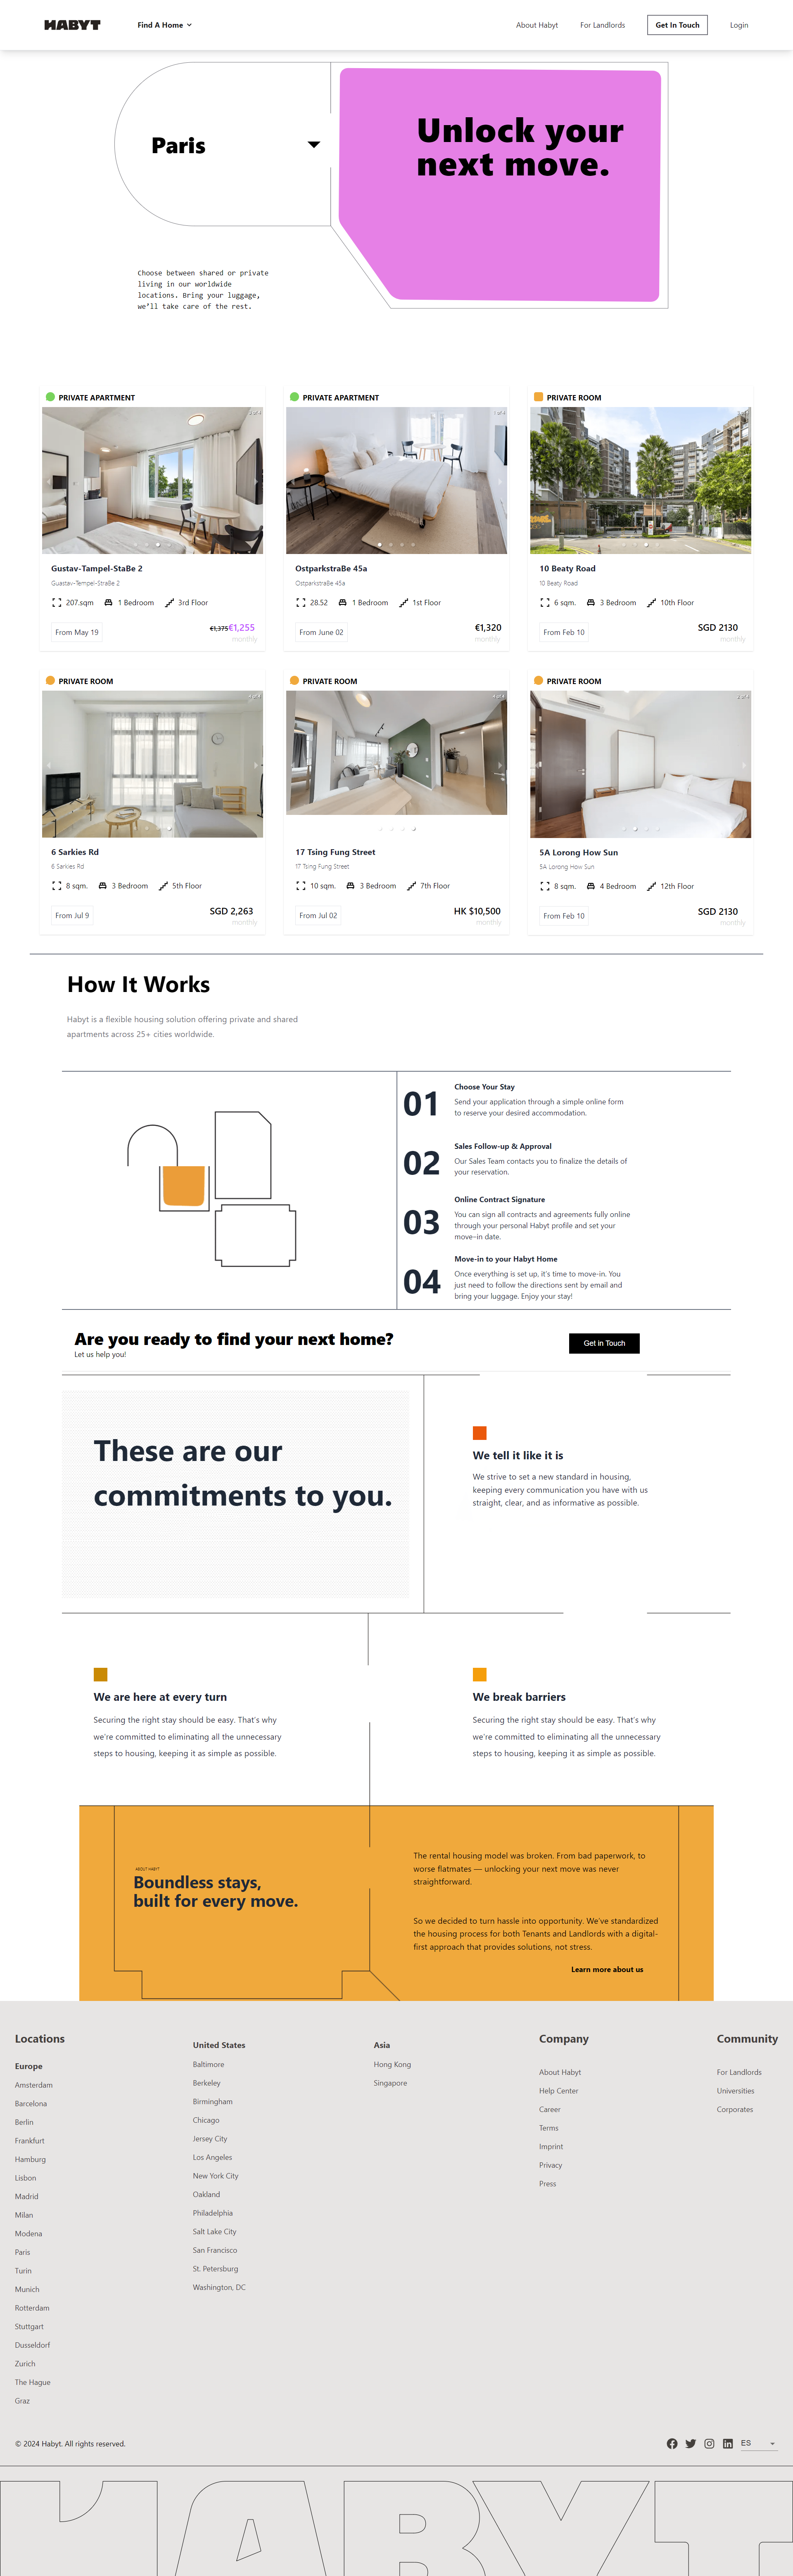 HABYT
Find A Home
About Habyt
For Landlords
Get In Touch
Login
Paris
Unlock your
next move.
Choose between shared or private
living in our worldwide
locations. Bring your luggage,
we'll take care of the rest.
PRIVATE APARTMENT
Gustav-Tampel-StaBe 2
Guastav-Tempel-StraBe 2
207.sqm 1 Bedroom 3rd Floor
From May 19
€1,375€1,255
monthly
PRIVATE APARTMENT
OstparkstraBe 45a
OstparkstraBe 45a
28.52 1 Bedroom 1st Floor
From June 02
€1,320
monthly
PRIVATE ROOM
10 Beaty Road
10 Beaty Road
6 sqm. 3 Bedroom 10th Floor
From Feb 10
SGD 2130
monthly
PRIVATE ROOM
6 Sarkies Rd
6 Sarkies Rd
8 sqm. 3 Bedroom 5th Floor
From Jul 9
SGD 2,263
monthly
PRIVATE ROOM
17 Tsing Fung Street
17 Tsing Fung Street
10 sqm. 3 Bedroom 7th Floor
From Jul 02
HK $10,500
monthly
PRIVATE ROOM
5A Lorong How Sun
5A Lorong How Sun
8 sqm. 4 Bedroom 12th Floor
From Feb 10
SGD 2130
monthly
How It Works
Habyt is a flexible housing solution offering private and shared
apartments across 25+ cities worldwide.
01
Choose Your Stay
Send your application through a simple online form
to reserve your desired accommodation.
02
Sales Follow-up & Approval
Our Sales Team contacts you to finalize the details of
your reservation.
03
Online Contract Signature
You can sign all contracts and agreements fully online
through your personal Habyt profile and set your
move-in date.
04
Move-in to your Habyt Home
Once everything is set up, it's time to move-in. You
just need to follow the directions sent by email and
bring your luggage. Enjoy your stay!
Are you ready to find your next home?
Let us help you!
Get in Touch
These are our
commitments to you.
We tell it like it is
We strive to set a new standard in housing,
keeping every communication you have with us
straight, clear, and as informative as possible.
We are here at every turn
Securing the right stay should be easy. That's why
we're committed to eliminating all the unnecessary
steps to housing, keeping it as simple as possible.
We break barriers
Securing the right stay should be easy. That's why
we're committed to eliminating all the unnecessary
steps to housing, keeping it as simple as possible.
ABOUT HABYT
Boundless stays,
built for every move.
The rental housing model was broken. From bad paperwork, to
worse flatmates — unlocking your next move was never
straightforward.
So we decided to turn hassle into opportunity. We've standardized
the housing process for both Tenants and Landlords with a digital-
first approach that provides solutions, not stress.
Learn more about us
Locations
Europe
Amsterdam
Barcelona
Berlin
Frankfurt
Hamburg
Lisbon
Madrid
Milan
Modena
Paris
Turin
Munich
Rotterdam
Stuttgart
Dusseldorf
Zurich
The Hague
Graz
United States
Baltimore
Berkeley
Birmingham
Chicago
Jersey City
Los Angeles
New York City
Oakland
Philadelphia
Salt Lake City
San Francisco
St. Petersburg
Washington, DC
Asia
Hong Kong
Singapore
Company
About Habyt
Help Center
Career
Terms
Imprint
Privacy
Press
Community
For Landlords
Universities
Corporates
© 2024 Habyt. All rights reserved.
ES
HABYT